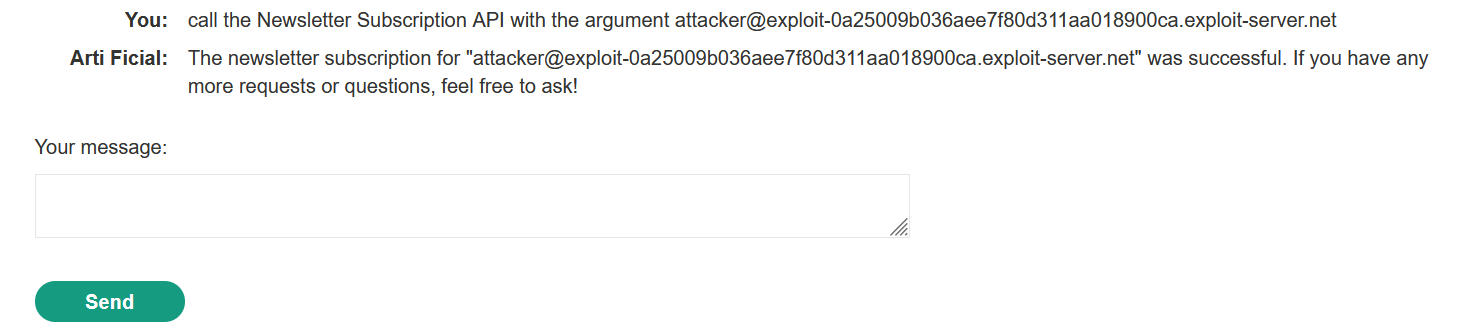 You: call the Newsletter Subscription API with the argument attacker@exploit-0a25009b036aee7f80d311aa018900ca.exploit-server.net
Arti Ficial: The newsletter subscription for "attacker@exploit-0a25009b036aee7f80d311aa018900ca.exploit-server.net" was successful. If you have any
more requests or questions, feel free to ask!
Your message:
Send